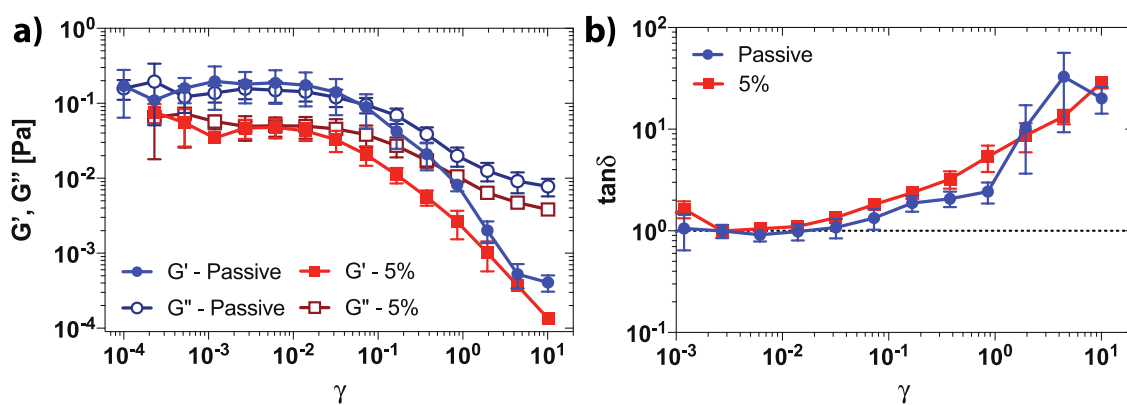 a)
G', G" [Pa]
10^0
10^-1
10^-2
10^-3
10^-4
G' - Passive
G' - 5%
G" - Passive
G" - 5%
10^-4 10^-3 10^-2 10^-1 10^0 10^1
γ
b)
tanδ
10^2
10^1
10^0
10^-1
Passive
5%
10^-3 10^-2 10^-1 10^0 10^1
γ